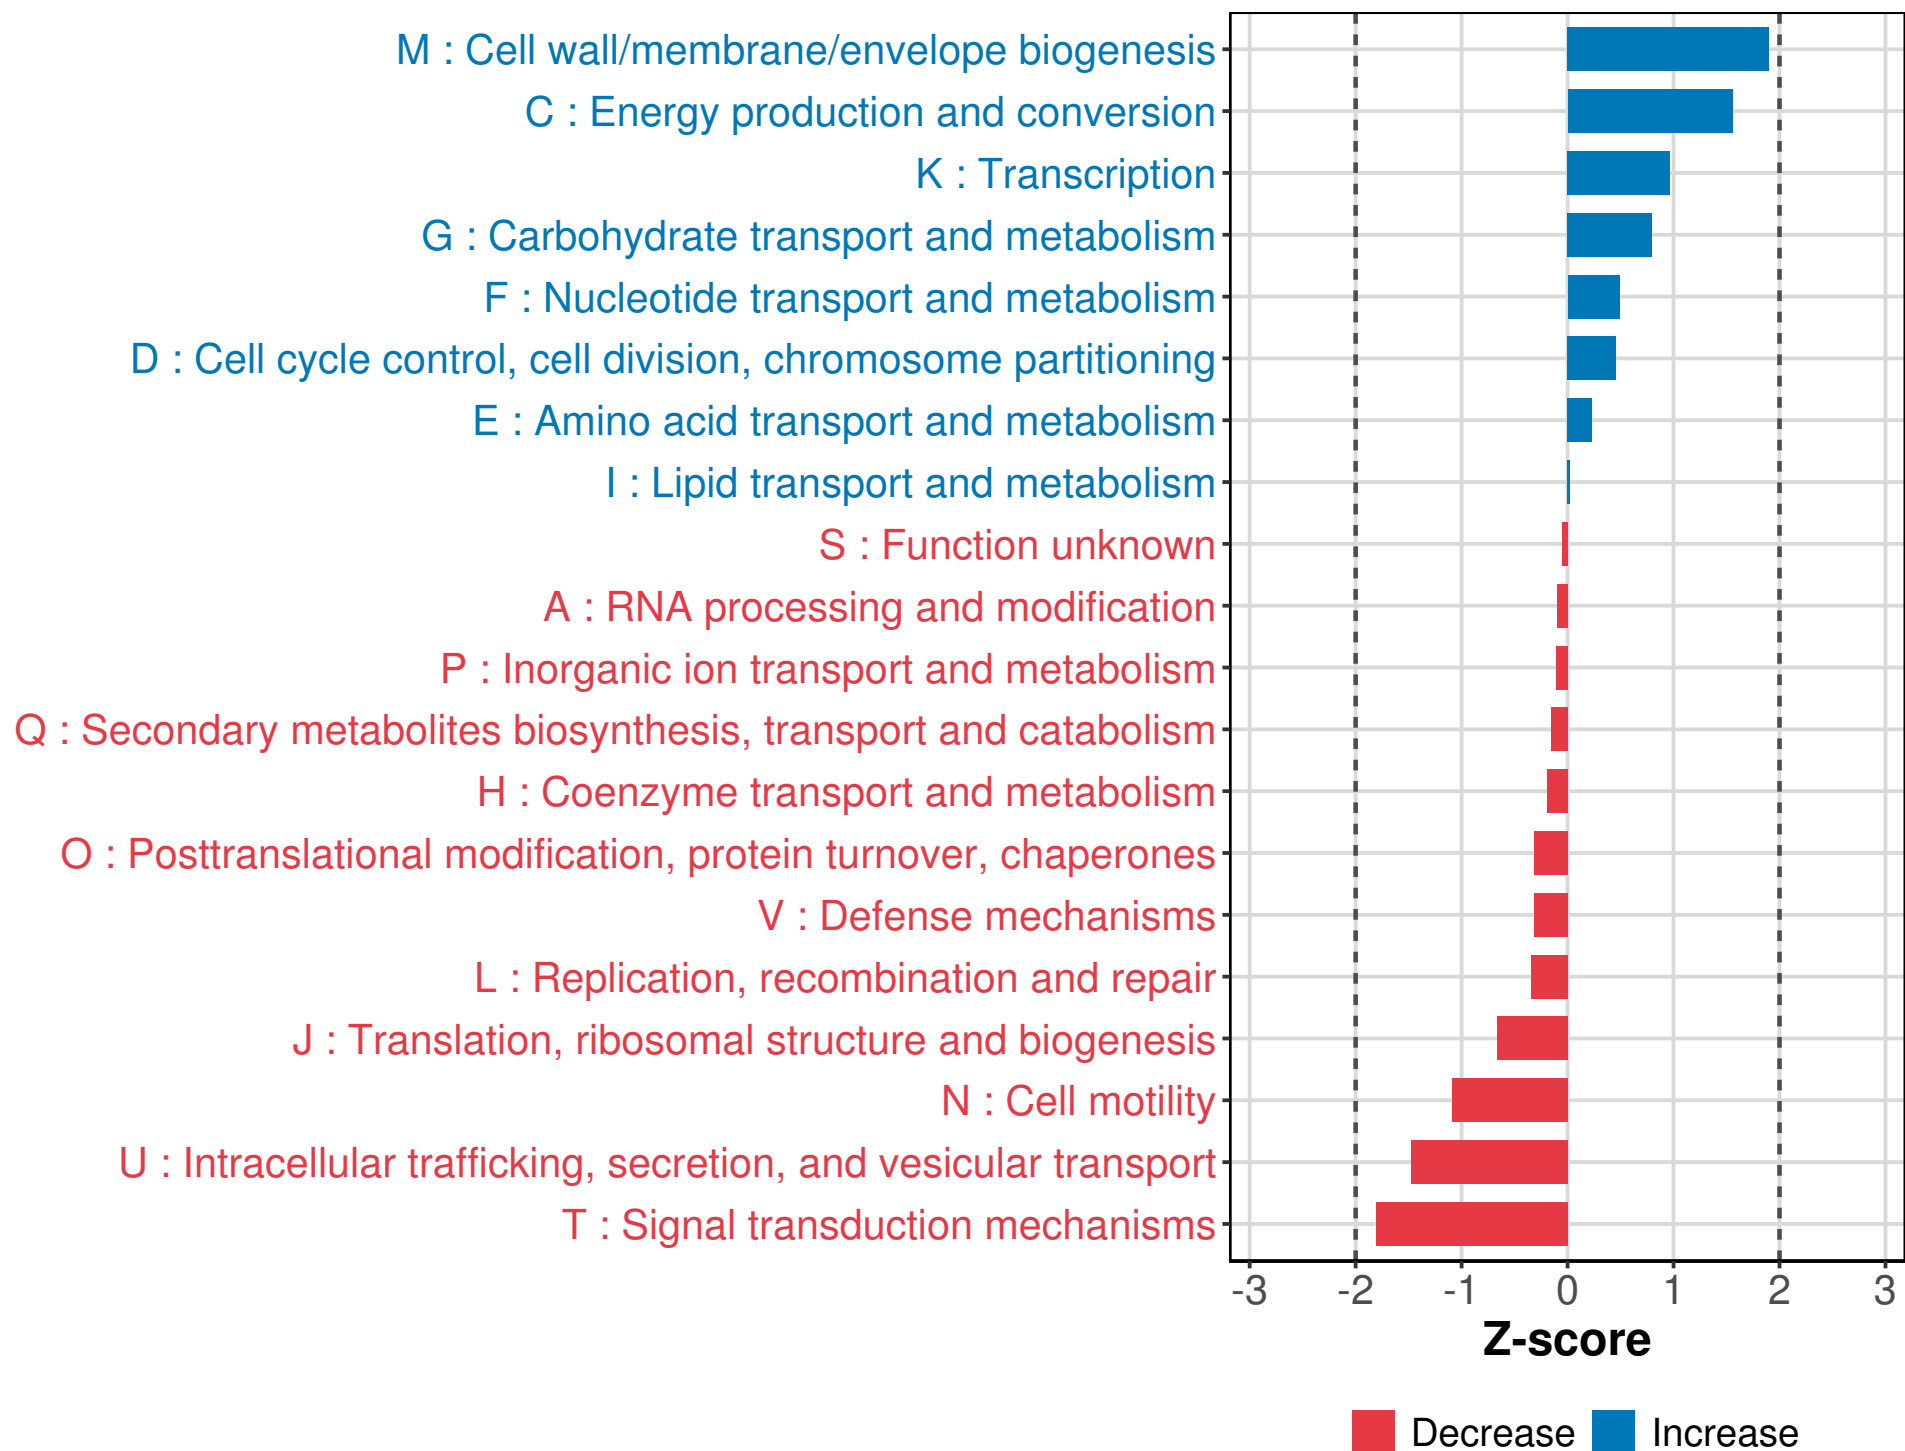 M : Cell wall/membrane/envelope biogenesis
C : Energy production and conversion
K : Transcription
G : Carbohydrate transport and metabolism
F : Nucleotide transport and metabolism
D : Cell cycle control, cell division, chromosome partitioning
E : Amino acid transport and metabolism
I : Lipid transport and metabolism
S : Function unknown
A : RNA processing and modification
P : Inorganic ion transport and metabolism
Q : Secondary metabolites biosynthesis, transport and catabolism
H : Coenzyme transport and metabolism
O : Posttranslational modification, protein turnover, chaperones
V : Defense mechanisms
L : Replication, recombination and repair
J : Translation, ribosomal structure and biogenesis
N : Cell motility
U : Intracellular trafficking, secretion, and vesicular transport
T : Signal transduction mechanisms
-3 -2 -1 0 1 2 3
Z-score
Decrease Increase